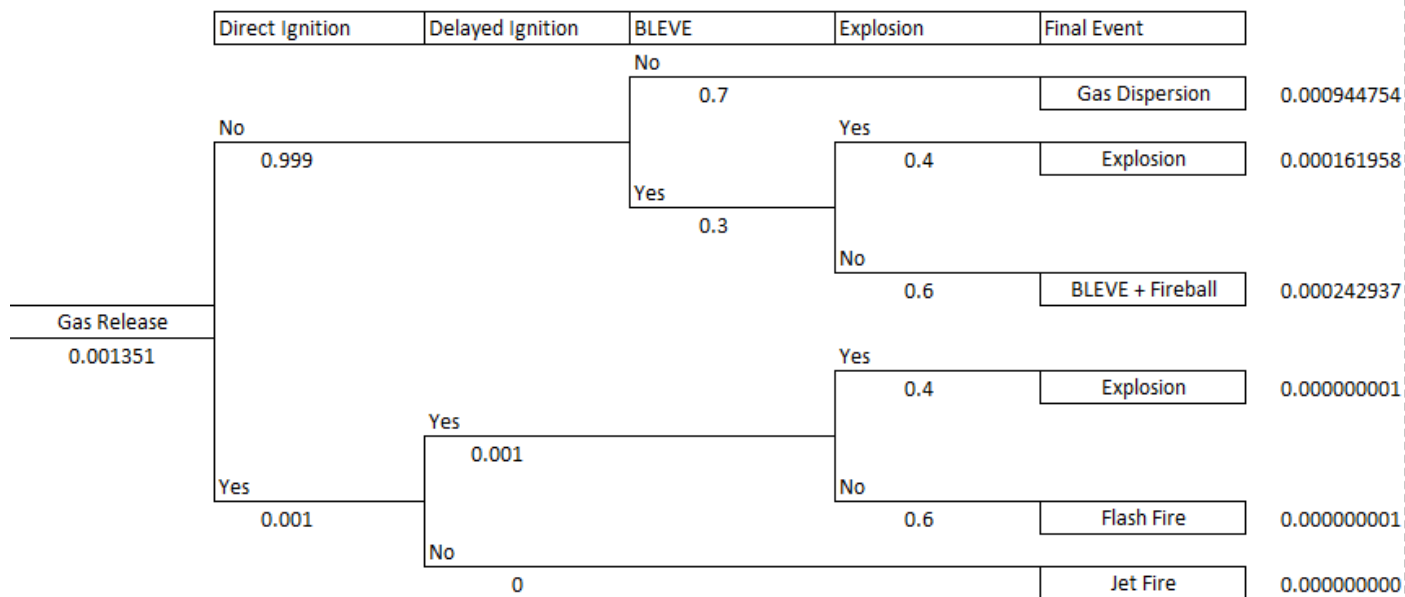 Direct Ignition Delayed Ignition BLEVE Explosion Final Event
No
0.7 Gas Dispersion 0.000944754
No Yes
0.999 0.4 Explosion 0.000161958
Yes
0.3
No
0.6 BLEVE + Fireball 0.000242937
Gas Release
0.001351 Yes
0.4 Explosion 0.000000001
Yes
0.001
Yes No
0.001 0.6 Flash Fire 0.000000001
No
0 Jet Fire 0.000000000